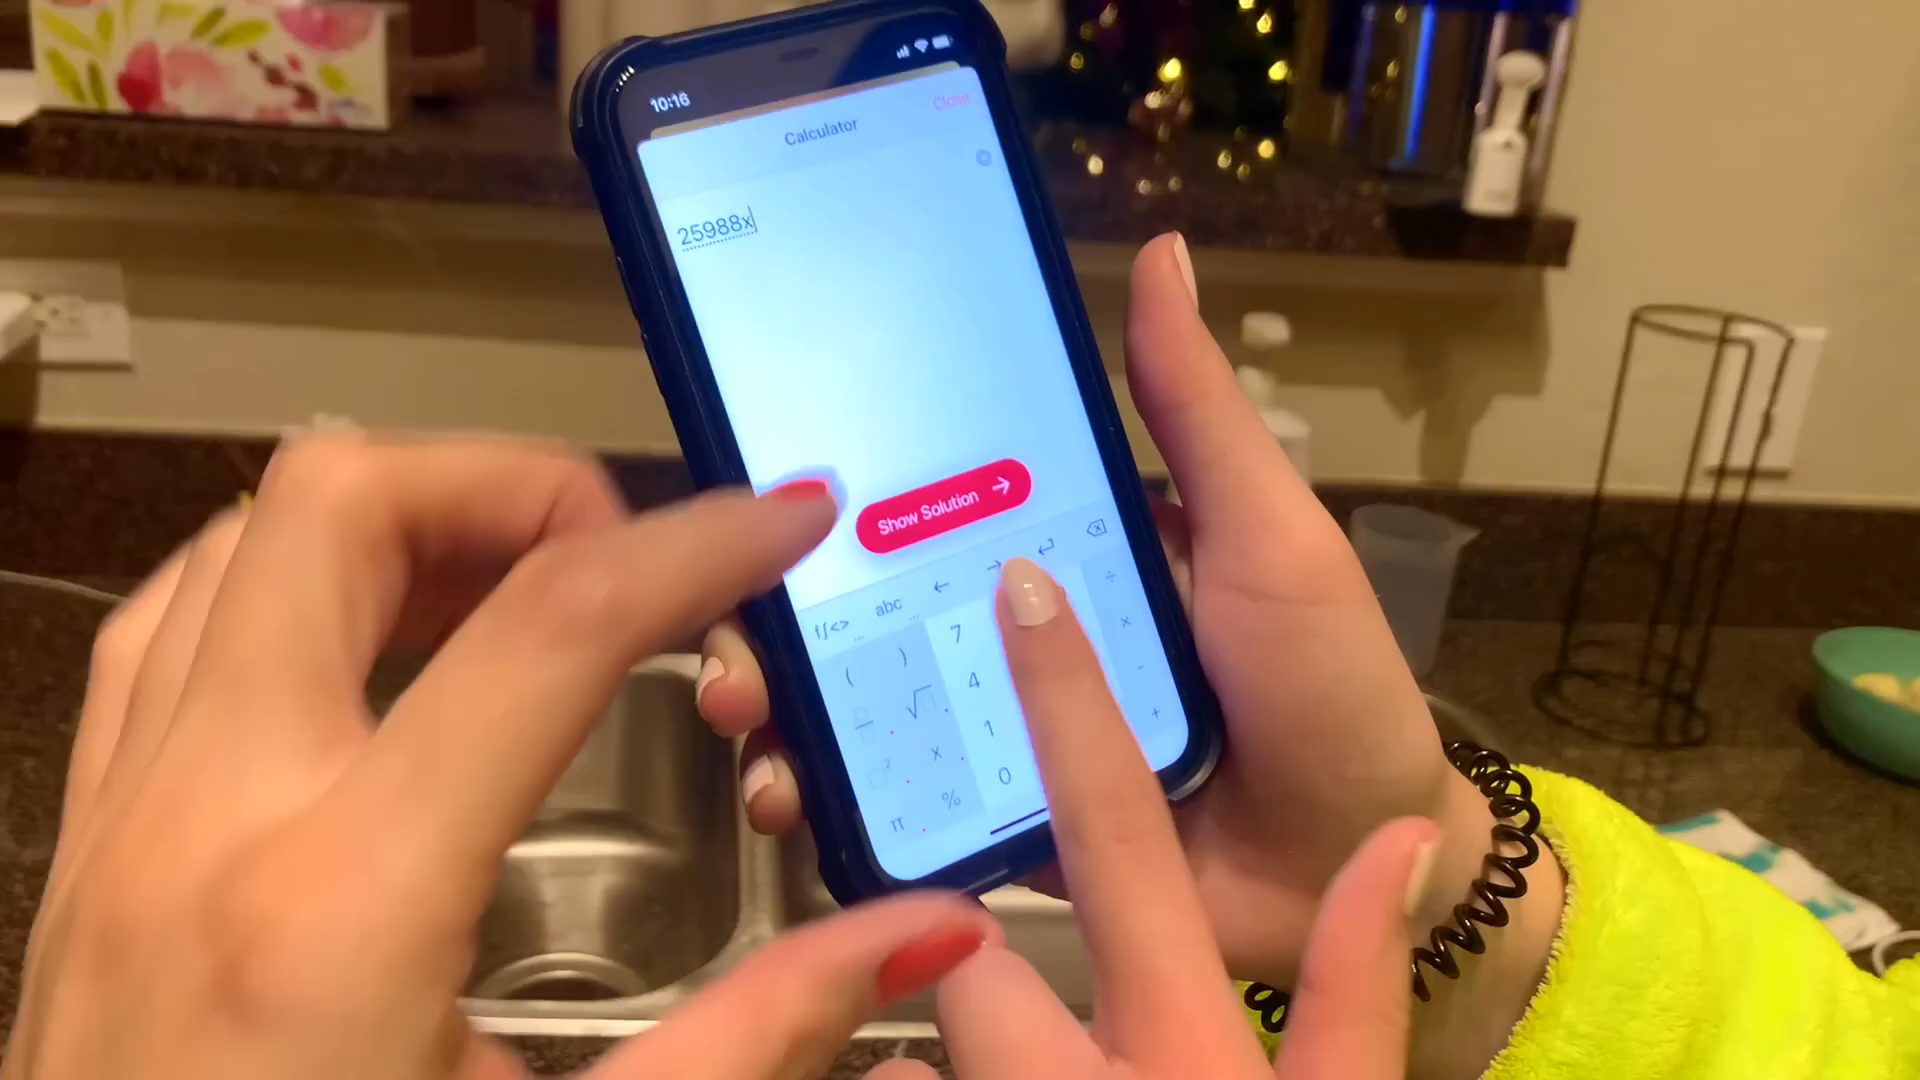 10:16
Calculator
Close
25988x
Show Solution →
f∫<> abc ← →
( ) 7 ÷
√ 4 ×
x 1 -
π % 0 +